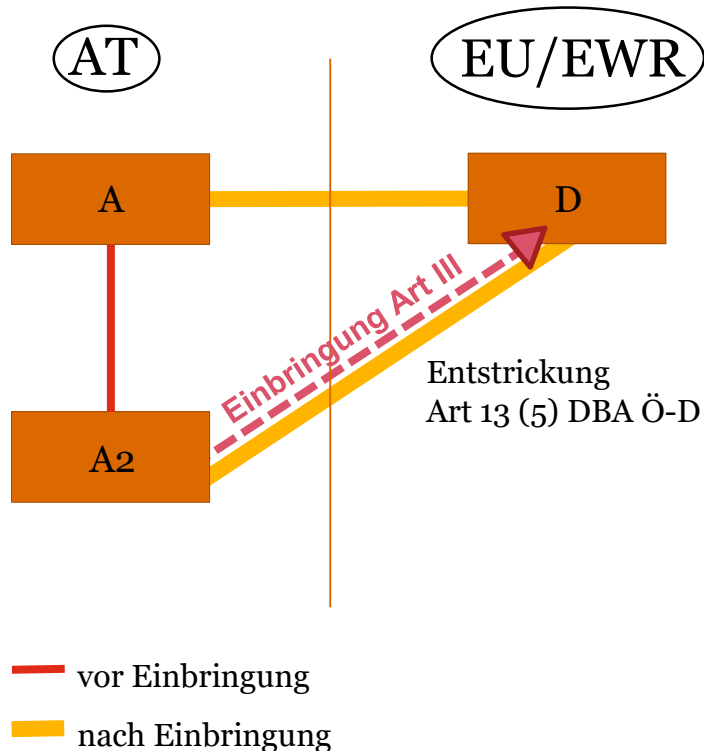 AT
EU/EWR
A
D
Einbringung Art III
Entstrickung
Art 13 (5) DBA Ö-D
A2
vor Einbringung
nach Einbringung